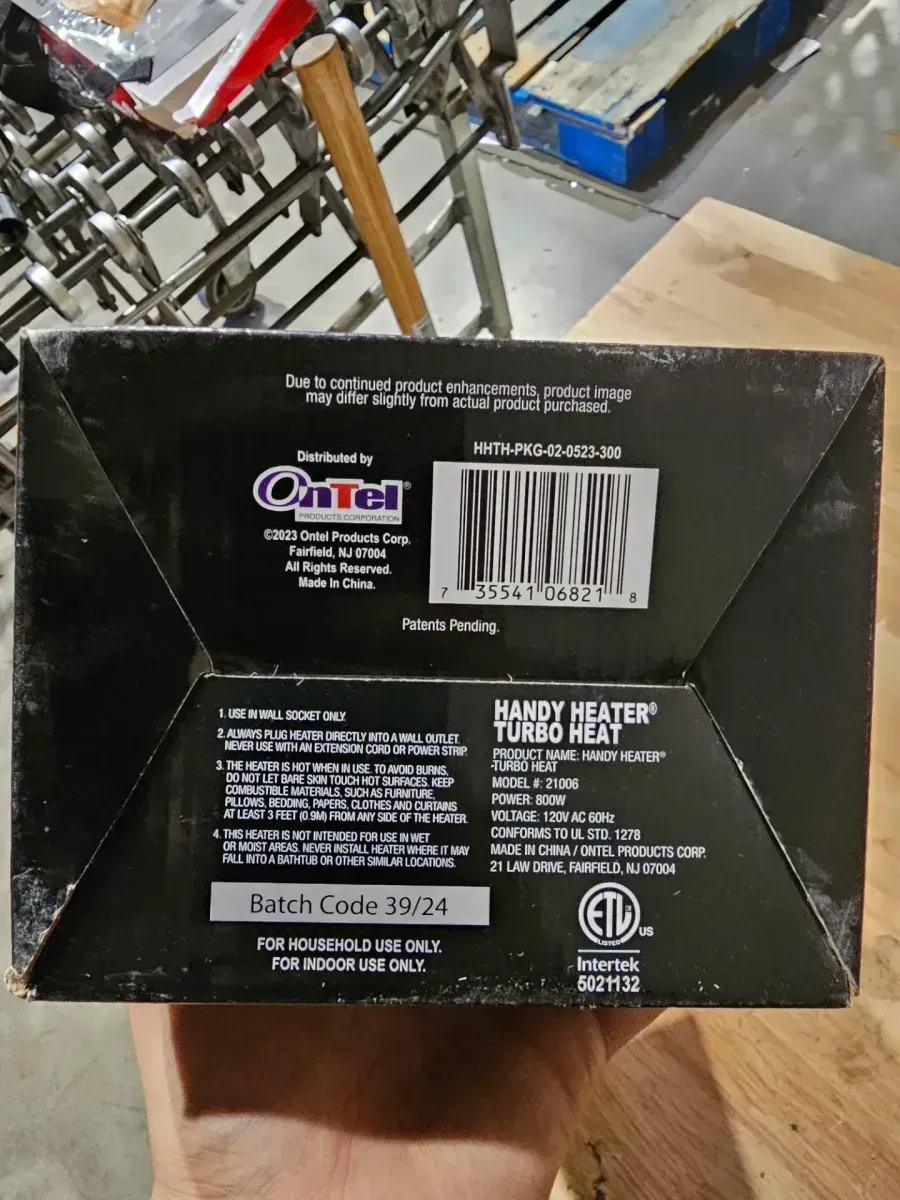 Due to continued product enhancements, product image
may differ slightly from actual product purchased.
Distributed by
OnTel®
PRODUCTS CORPORATION
©2023 Ontel Products Corp.
Fairfield, NJ 07004
All Rights Reserved.
Made In China.
HHTH-PKG-02-0523-300
7 35541 06821 8
Patents Pending.
1. USE IN WALL SOCKET ONLY.
2. ALWAYS PLUG HEATER DIRECTLY INTO A WALL OUTLET.
NEVER USE WITH AN EXTENSION CORD OR POWER STRIP.
3. THE HEATER IS HOT WHEN IN USE. TO AVOID BURNS,
DO NOT LET BARE SKIN TOUCH HOT SURFACES. KEEP
COMBUSTIBLE MATERIALS, SUCH AS FURNITURE,
PILLOWS, BEDDING, PAPERS, CLOTHES AND CURTAINS
AT LEAST 3 FEET (0.9M) FROM ANY SIDE OF THE HEATER.
4. THIS HEATER IS NOT INTENDED FOR USE IN WET
OR MOIST AREAS. NEVER INSTALL HEATER WHERE IT MAY
FALL INTO A BATHTUB OR OTHER SIMILAR LOCATIONS.
Batch Code 39/24
FOR HOUSEHOLD USE ONLY.
FOR INDOOR USE ONLY.
HANDY HEATER®
TURBO HEAT
PRODUCT NAME: HANDY HEATER®
-TURBO HEAT
MODEL #: 21006
POWER: 800W
VOLTAGE: 120V AC 60Hz
CONFORMS TO UL STD. 1278
MADE IN CHINA / ONTEL PRODUCTS CORP.
21 LAW DRIVE, FAIRFIELD, NJ 07004
ETL
LISTED
US
Intertek
5021132